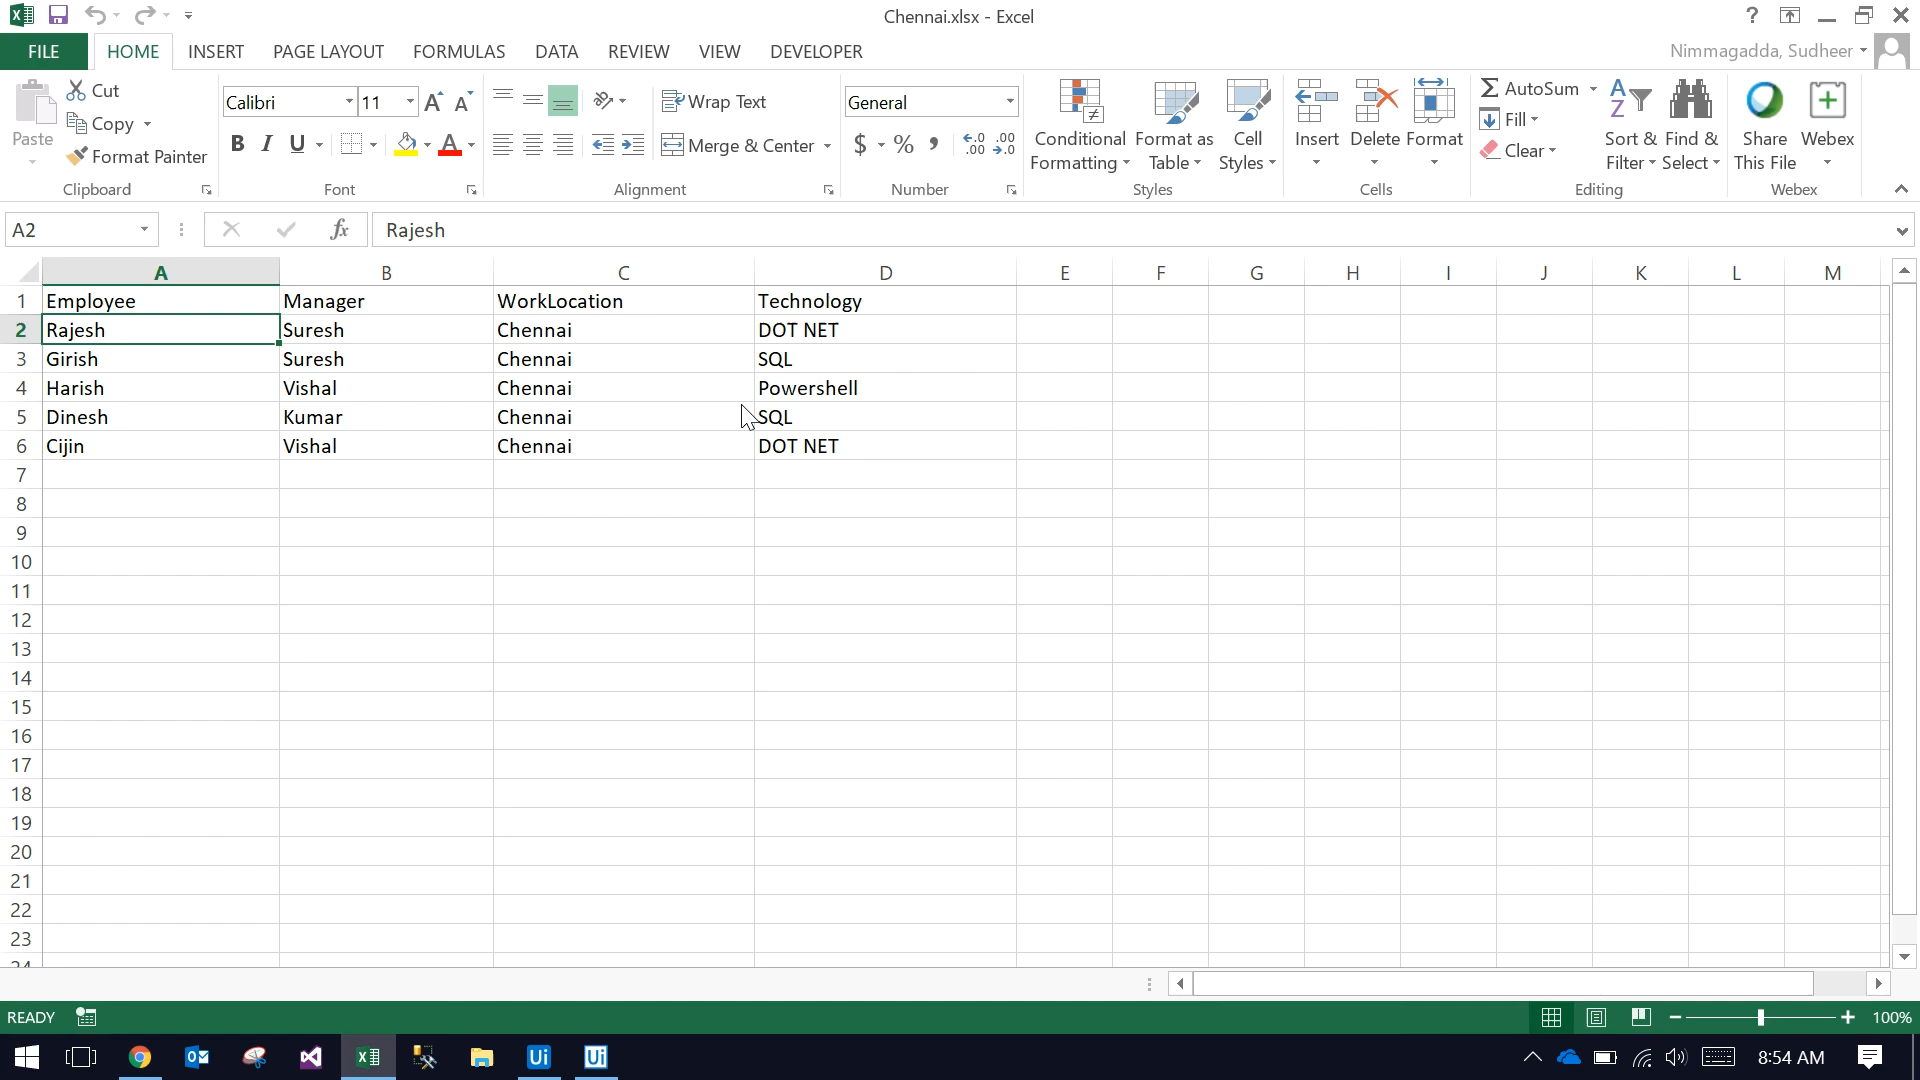 Chennai.xlsx - Excel
?
FILE HOME INSERT PAGE LAYOUT FORMULAS DATA REVIEW VIEW DEVELOPER
Nimmagadda, Sudheer
Paste
Cut
Copy
Format Painter
Clipboard
Calibri 11
B I U
Font
Wrap Text
Merge & Center
Alignment
General
$ % ,
Number
Conditional Formatting
Format as Table
Cell Styles
Styles
Insert Delete Format
Cells
AutoSum
Fill
Clear
Sort & Filter
Find & Select
Editing
Share This File
Webex
Webex
A2 fx Rajesh
A B C D E F G H I J K L M
1 Employee Manager WorkLocation Technology
2 Rajesh Suresh Chennai DOT NET
3 Girish Suresh Chennai SQL
4 Harish Vishal Chennai Powershell
5 Dinesh Kumar Chennai SQL
6 Cijin Vishal Chennai DOT NET
7
8
9
10
11
12
13
14
15
16
17
18
19
20
21
22
23
24
READY
100%
8:54 AM